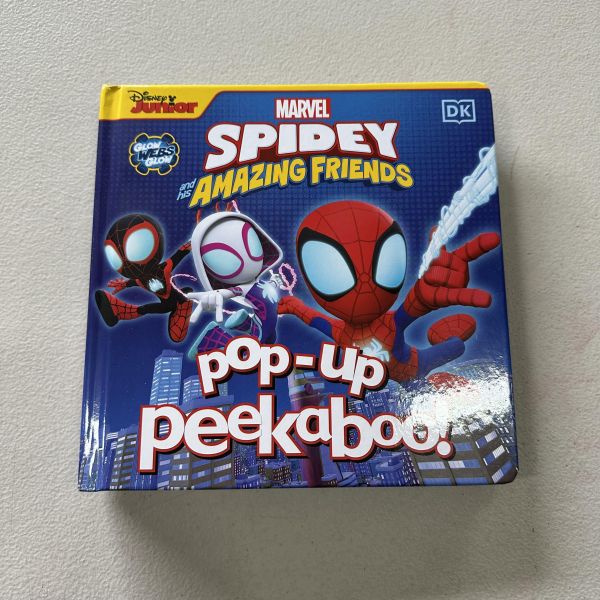 Disney
Junior
MARVEL
DK
GLOW
WEBS
GLOW
SPIDEY
and his
AMAZING FRIENDS
pop-up
peekaboo!